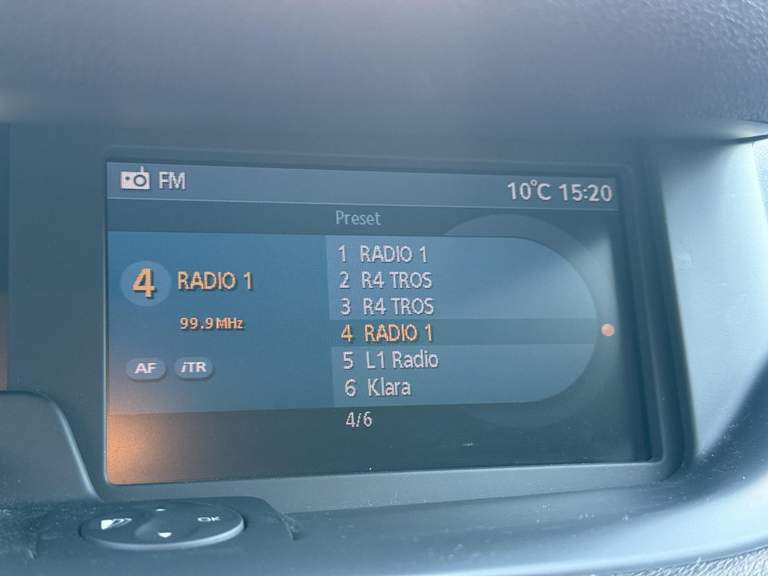 FM
10°C 15:20
Preset
4 RADIO 1
99.9MHz
AF iTR
1 RADIO 1
2 R4 TROS
3 R4 TROS
4 RADIO 1
5 L1 Radio
6 Klara
4/6
OK